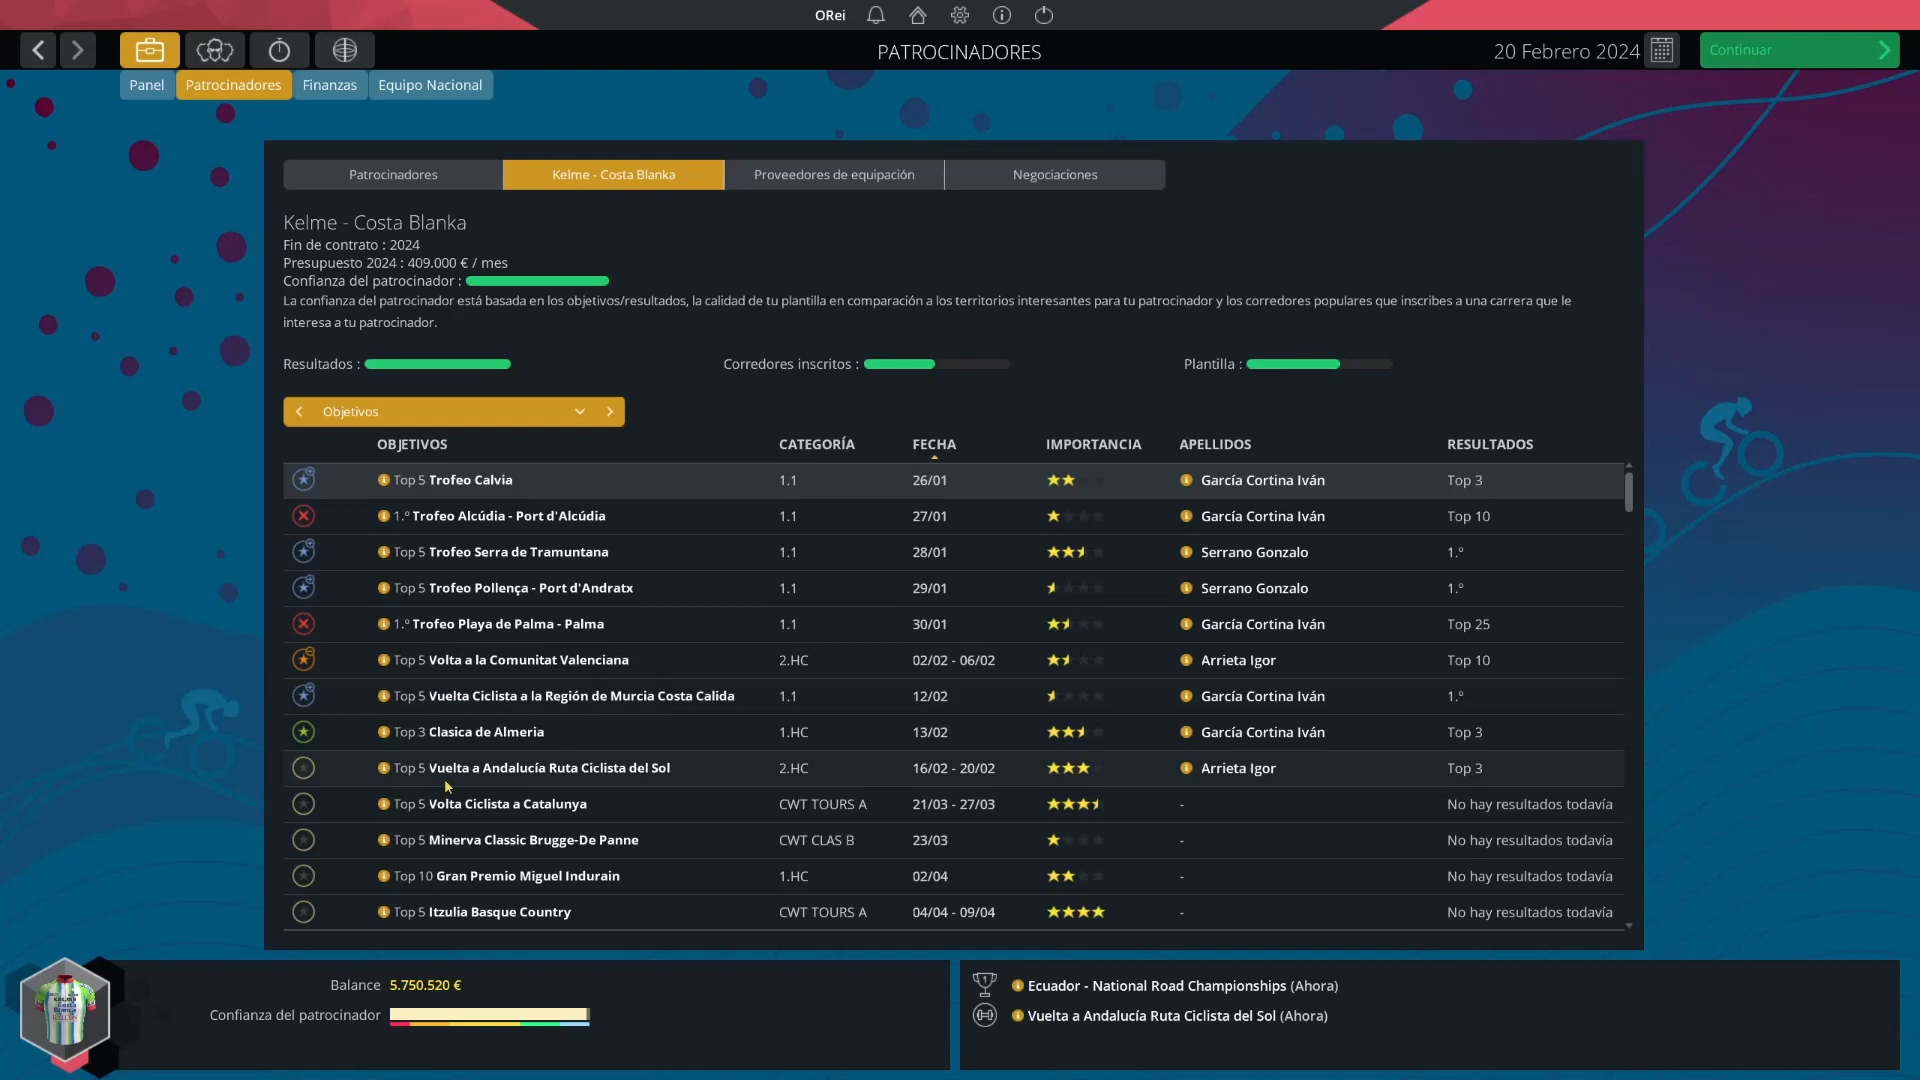 ORei
PATROCINADORES
20 Febrero 2024
Continuar
Panel
Patrocinadores
Finanzas
Equipo Nacional
Patrocinadores
Kelme - Costa Blanka
Proveedores de equipación
Negociaciones
Kelme - Costa Blanka
Fin de contrato : 2024
Presupuesto 2024 : 409.000 € / mes
Confianza del patrocinador :
La confianza del patrocinador está basada en los objetivos/resultados, la calidad de tu plantilla en comparación a los territorios interesantes para tu patrocinador y los corredores populares que inscribes a una carrera que le
interesa a tu patrocinador.
Resultados :
Corredores inscritos :
Plantilla :
Objetivos
OBJETIVOS CATEGORÍA FECHA IMPORTANCIA APELLIDOS RESULTADOS
Top 5 Trofeo Calvia 1.1 26/01 García Cortina Iván Top 3
1.º Trofeo Alcúdia - Port d'Alcúdia 1.1 27/01 García Cortina Iván Top 10
Top 5 Trofeo Serra de Tramuntana 1.1 28/01 Serrano Gonzalo 1.º
Top 5 Trofeo Pollença - Port d'Andratx 1.1 29/01 Serrano Gonzalo 1.º
1.º Trofeo Playa de Palma - Palma 1.1 30/01 García Cortina Iván Top 25
Top 5 Volta a la Comunitat Valenciana 2.HC 02/02 - 06/02 Arrieta Igor Top 10
Top 5 Vuelta Ciclista a la Región de Murcia Costa Calida 1.1 12/02 García Cortina Iván 1.º
Top 3 Clasica de Almeria 1.HC 13/02 García Cortina Iván Top 3
Top 5 Vuelta a Andalucía Ruta Ciclista del Sol 2.HC 16/02 - 20/02 Arrieta Igor Top 3
Top 5 Volta Ciclista a Catalunya CWT TOURS A 21/03 - 27/03 - No hay resultados todavía
Top 5 Minerva Classic Brugge-De Panne CWT CLAS B 23/03 - No hay resultados todavía
Top 10 Gran Premio Miguel Indurain 1.HC 02/04 - No hay resultados todavía
Top 5 Itzulia Basque Country CWT TOURS A 04/04 - 09/04 - No hay resultados todavía
Balance 5.750.520 €
Confianza del patrocinador
Ecuador - National Road Championships (Ahora)
Vuelta a Andalucía Ruta Ciclista del Sol (Ahora)